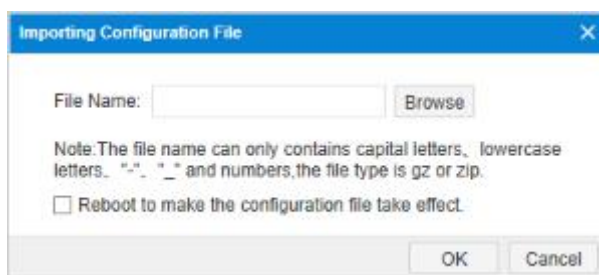 Importing Configuration File
File Name:
Browse
Note:The file name can only contains capital letters、lowercase
letters、"-"、"_" and numbers,the file type is gz or zip.
Reboot to make the configuration file take effect.
OK
Cancel